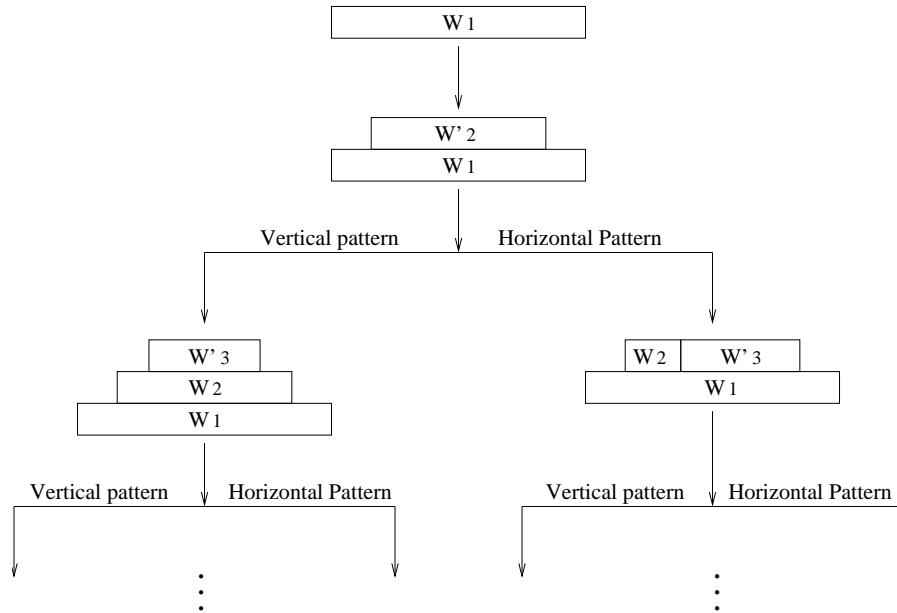 W 1
W' 2
W 1
Vertical pattern Horizontal Pattern
W' 3 W 2 W' 3
W 2 W 1
W 1
Vertical pattern Horizontal Pattern Vertical pattern Horizontal Pattern